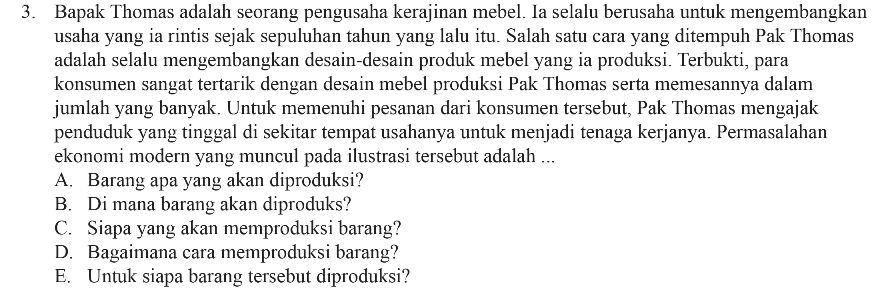 3. Bapak Thomas adalah seorang pengusaha kerajinan mebel. Ia selalu berusaha untuk mengembangkan
usaha yang ia rintis sejak sepuluhan tahun yang lalu itu. Salah satu cara yang ditempuh Pak Thomas
adalah selalu mengembangkan desain-desain produk mebel yang ia produksi. Terbukti, para
konsumen sangat tertarik dengan desain mebel produksi Pak Thomas serta memesannya dalam
jumlah yang banyak. Untuk memenuhi pesanan dari konsumen tersebut, Pak Thomas mengajak
penduduk yang tinggal di sekitar tempat usahanya untuk menjadi tenaga kerjanya. Permasalahan
ekonomi modern yang muncul pada ilustrasi tersebut adalah ...
A. Barang apa yang akan diproduksi?
B. Di mana barang akan diproduks?
C. Siapa yang akan memproduksi barang?
D. Bagaimana cara memproduksi barang?
E. Untuk siapa barang tersebut diproduksi?